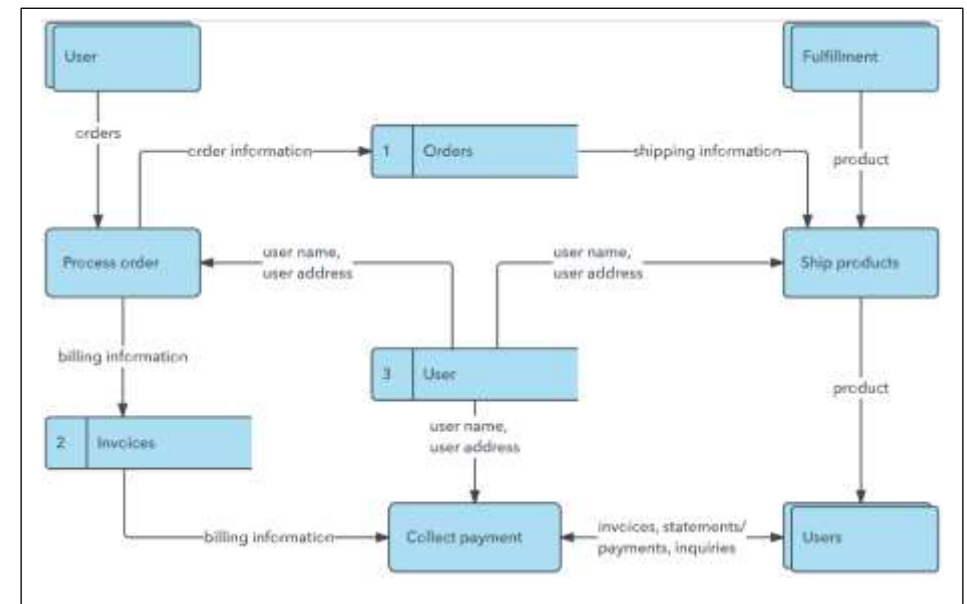 User
Fulfillment
orders
order information
1 Orders
shipping information
product
Process order
user name,
user address
user name,
user address
Ship products
billing information
3 User
product
2 Invoices
user name,
user address
billing information
Collect payment
invoices, statements/
payments, inquiries
Users